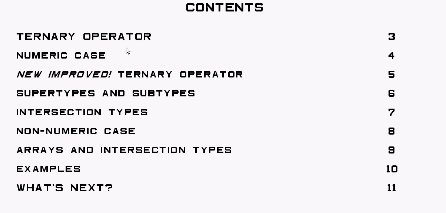 CONTENTS
TERNARY OPERATOR 3
NUMERIC CASE 4
NEW IMPROVED! TERNARY OPERATOR 5
SUPERTYPES AND SUBTYPES 6
INTERSECTION TYPES 7
NON-NUMERIC CASE 8
ARRAYS AND INTERSECTION TYPES 9
EXAMPLES 10
WHAT'S NEXT? 11